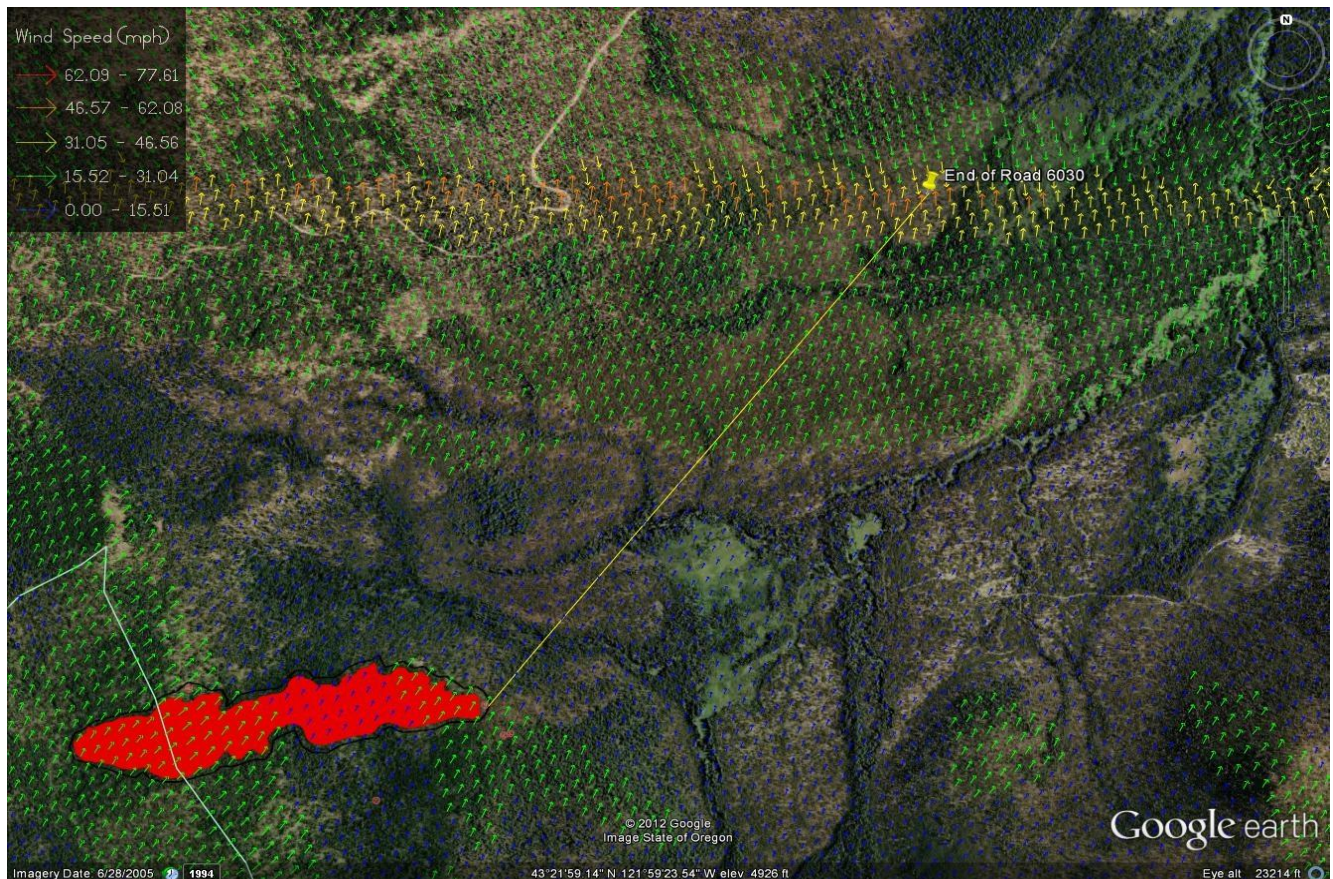 Wind Speed (mph)
62.09 - 77.61
46.57 - 62.08
31.05 - 46.56
15.52 - 31.04
0.00 - 15.51
N
End of Road 6030
© 2012 Google
Image State of Oregon
Google earth
Imagery Date: 6/28/2005 1994 43°21'59.14" N 121°59'23.54" W elev 4926 ft Eye alt 23214 ft